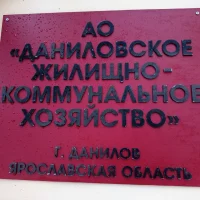 АО
«ДАНИЛОВСКОЕ
ЖИЛИЩНО-
КОММУНАЛЬНОЕ
ХОЗЯЙСТВО»
Г. ДАНИЛОВ
ЯРОСЛАВСКАЯ ОБЛАСТЬ